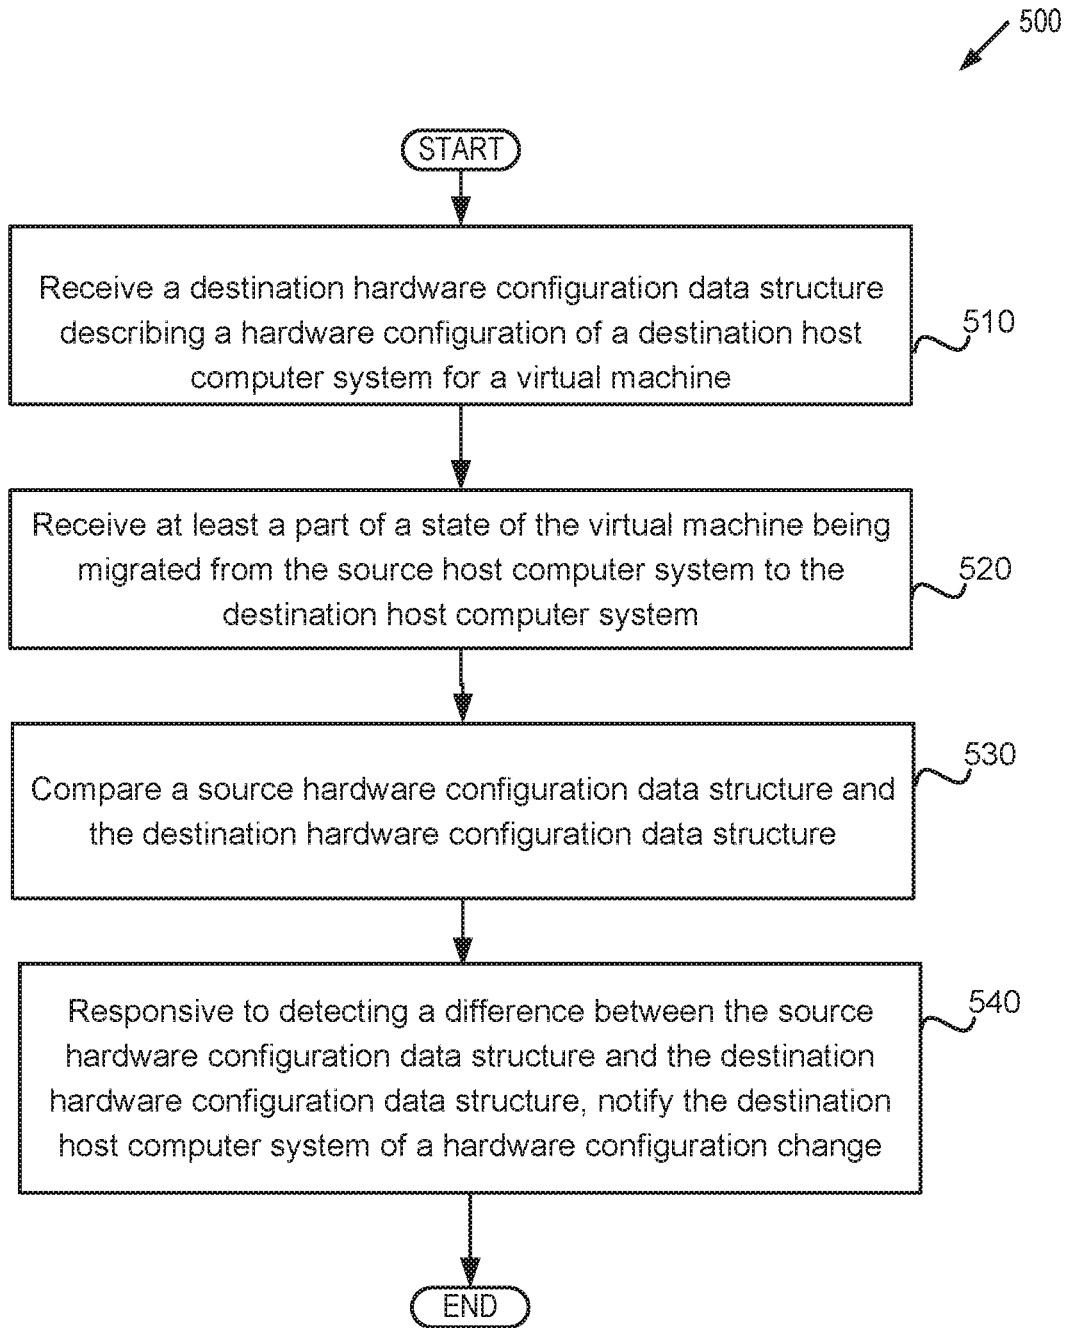 500
START
Receive a destination hardware configuration data structure
describing a hardware configuration of a destination host
computer system for a virtual machine
510
Receive at least a part of a state of the virtual machine being
migrated from the source host computer system to the
destination host computer system
520
Compare a source hardware configuration data structure and
the destination hardware configuration data structure
530
Responsive to detecting a difference between the source
hardware configuration data structure and the destination
hardware configuration data structure, notify the destination
host computer system of a hardware configuration change
540
END